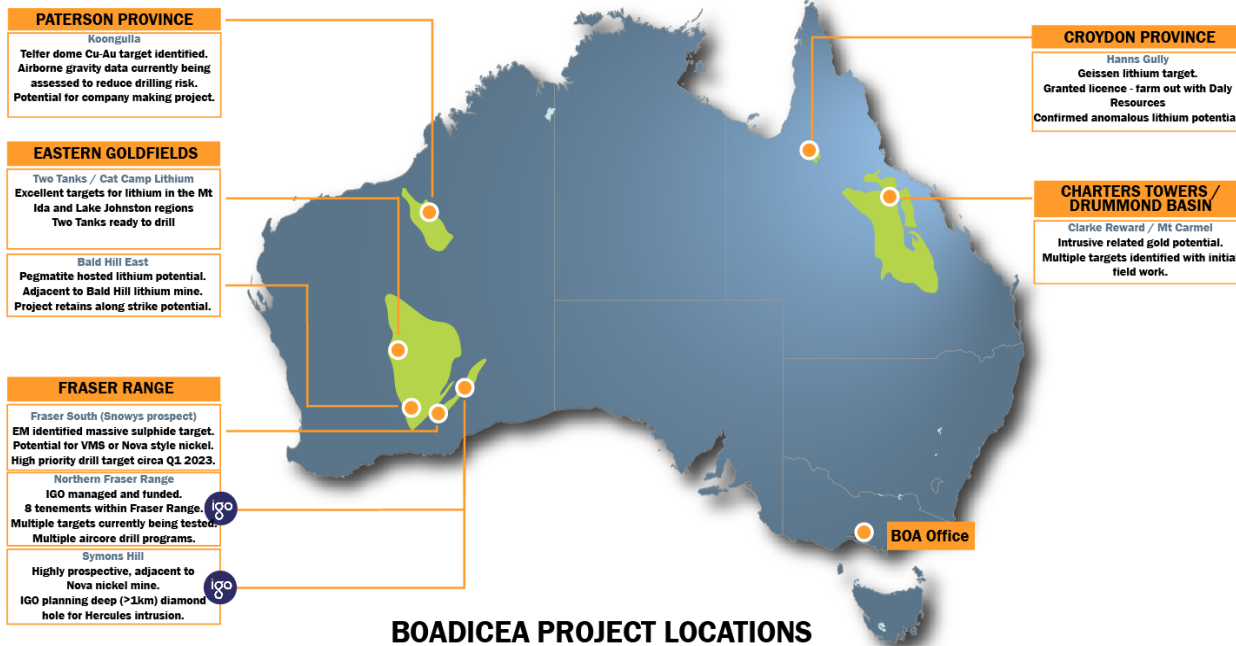 PATERSON PROVINCE
Koongulla
Telfer dome Cu-Au target identified.
Airborne gravity data currently being
assessed to reduce drilling risk.
Potential for company making project.
EASTERN GOLDFIELDS
Two Tanks / Cat Camp Lithium
Excellent targets for lithium in the Mt
Ida and Lake Johnston regions
Two Tanks ready to drill
Bald Hill East
Pegmatite hosted lithium potential.
Adjacent to Bald Hill lithium mine.
Project retains along strike potential.
FRASER RANGE
Fraser South (Snowys prospect)
EM identified massive sulphide target.
Potential for VMS or Nova style nickel.
High priority drill target circa Q1 2023.
Northern Fraser Range
IGO managed and funded.
8 tenements within Fraser Range.
Multiple targets currently being tested.
Multiple aircore drill programs.
igo
Symons Hill
Highly prospective, adjacent to
Nova nickel mine.
IGO planning deep (>1km) diamond
hole for Hercules intrusion.
igo
CROYDON PROVINCE
Hanns Gully
Geissen lithium target.
Granted licence - farm out with Daly
Resources
Confirmed anomalous lithium potentia
CHARTERS TOWERS /
DRUMMOND BASIN
Clarke Reward / Mt Carmel
Intrusive related gold potential.
Multiple targets identified with initial
field work.
BOA Office
BOADICEA PROJECT LOCATIONS